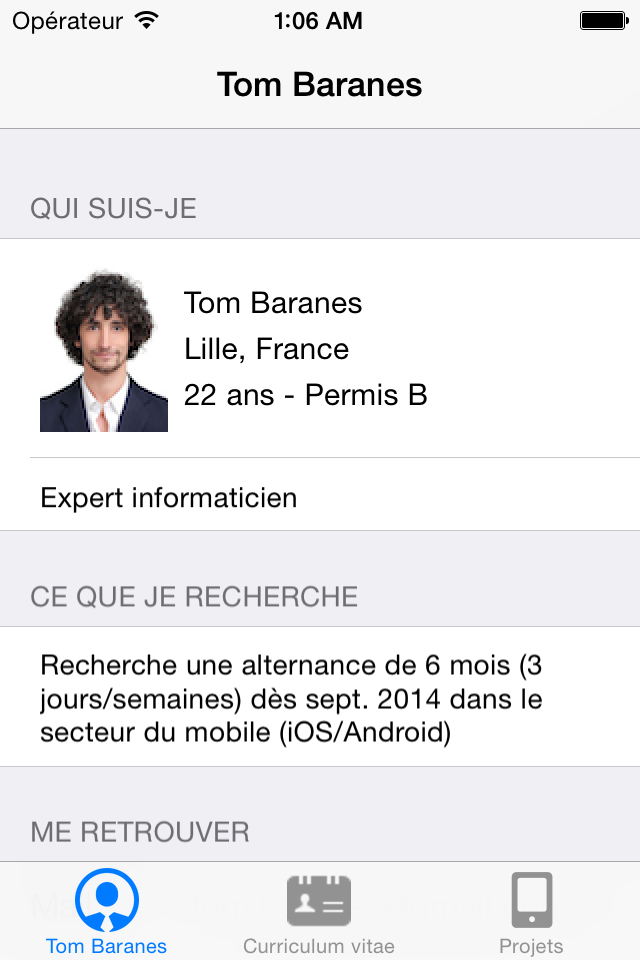 Opérateur 1:06 AM
Tom Baranes
QUI SUIS-JE
Tom Baranes
Lille, France
22 ans - Permis B
Expert informaticien
CE QUE JE RECHERCHE
Recherche une alternance de 6 mois (3
jours/semaines) dès sept. 2014 dans le
secteur du mobile (iOS/Android)
ME RETROUVER
Tom Baranes Curriculum vitae Projets